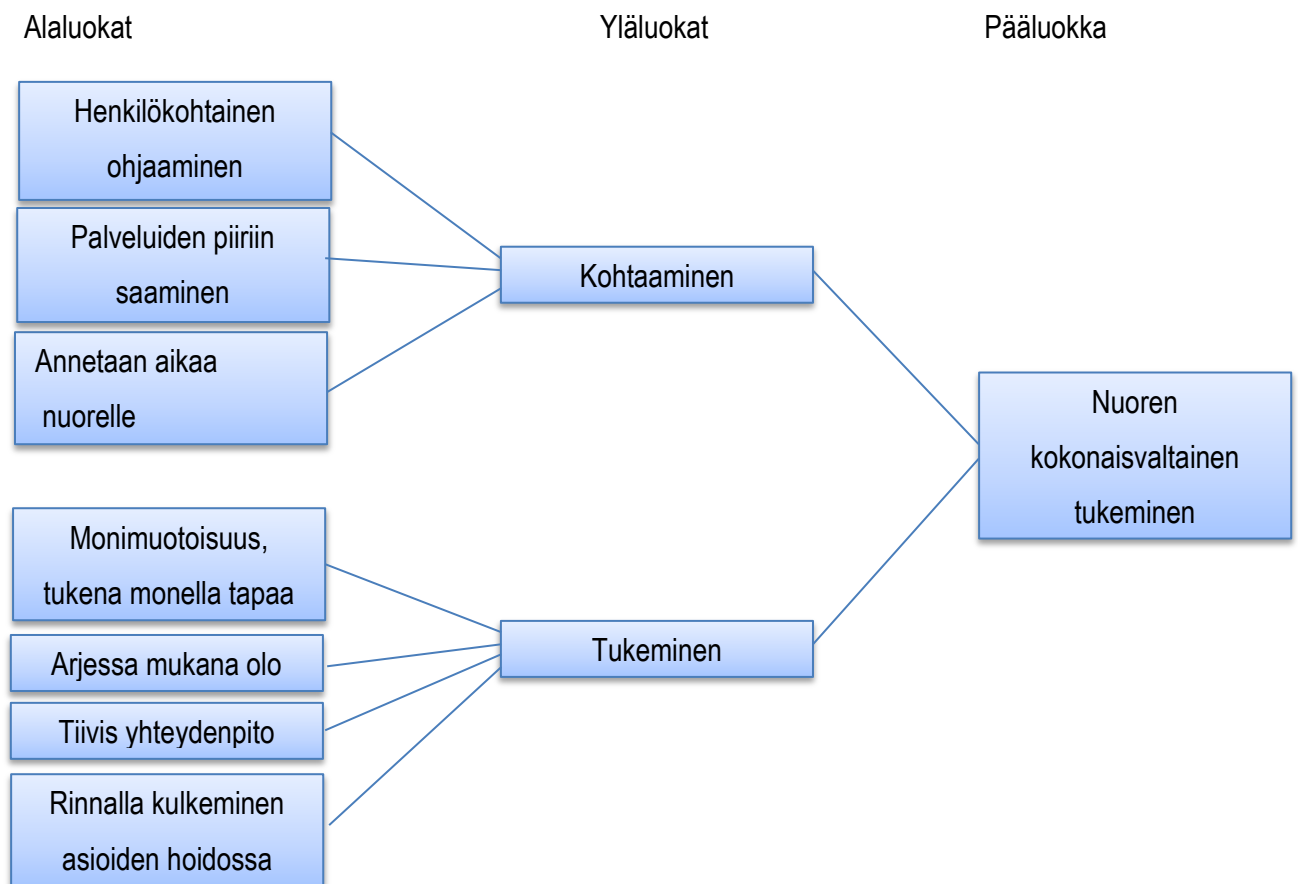 Alaluokat Yläluokat Pääluokka
Henkilökohtainen
ohjaaminen
Palveluiden piiriin
saaminen
Annetaan aikaa
nuorelle
Kohtaaminen
Monimuotoisuus,
tukena monella tapaa
Arjessa mukana olo
Tiivis yhteydenpito
Rinnalla kulkeminen
asioiden hoidossa
Tukeminen
Nuoren
kokonaisvaltainen
tukeminen